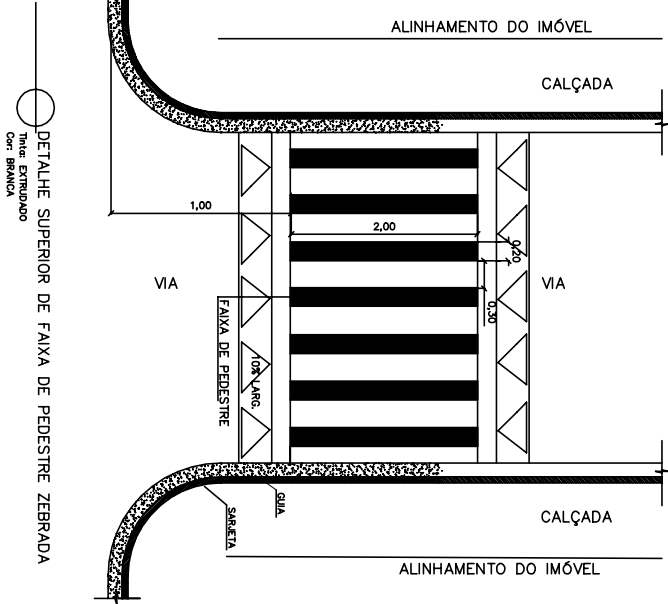 ALINHAMENTO DO IMÓVEL
CALÇADA
1,00
2,00
0,20
0,30
VIA
VIA
FAIXA DE PEDESTRE
10% LARG.
GUIA
SARJETA
CALÇADA
ALINHAMENTO DO IMÓVEL
DETALHE SUPERIOR DE FAIXA DE PEDESTRE ZEBRADA
Tinta: EXTRUDADO
Cor: BRANCA